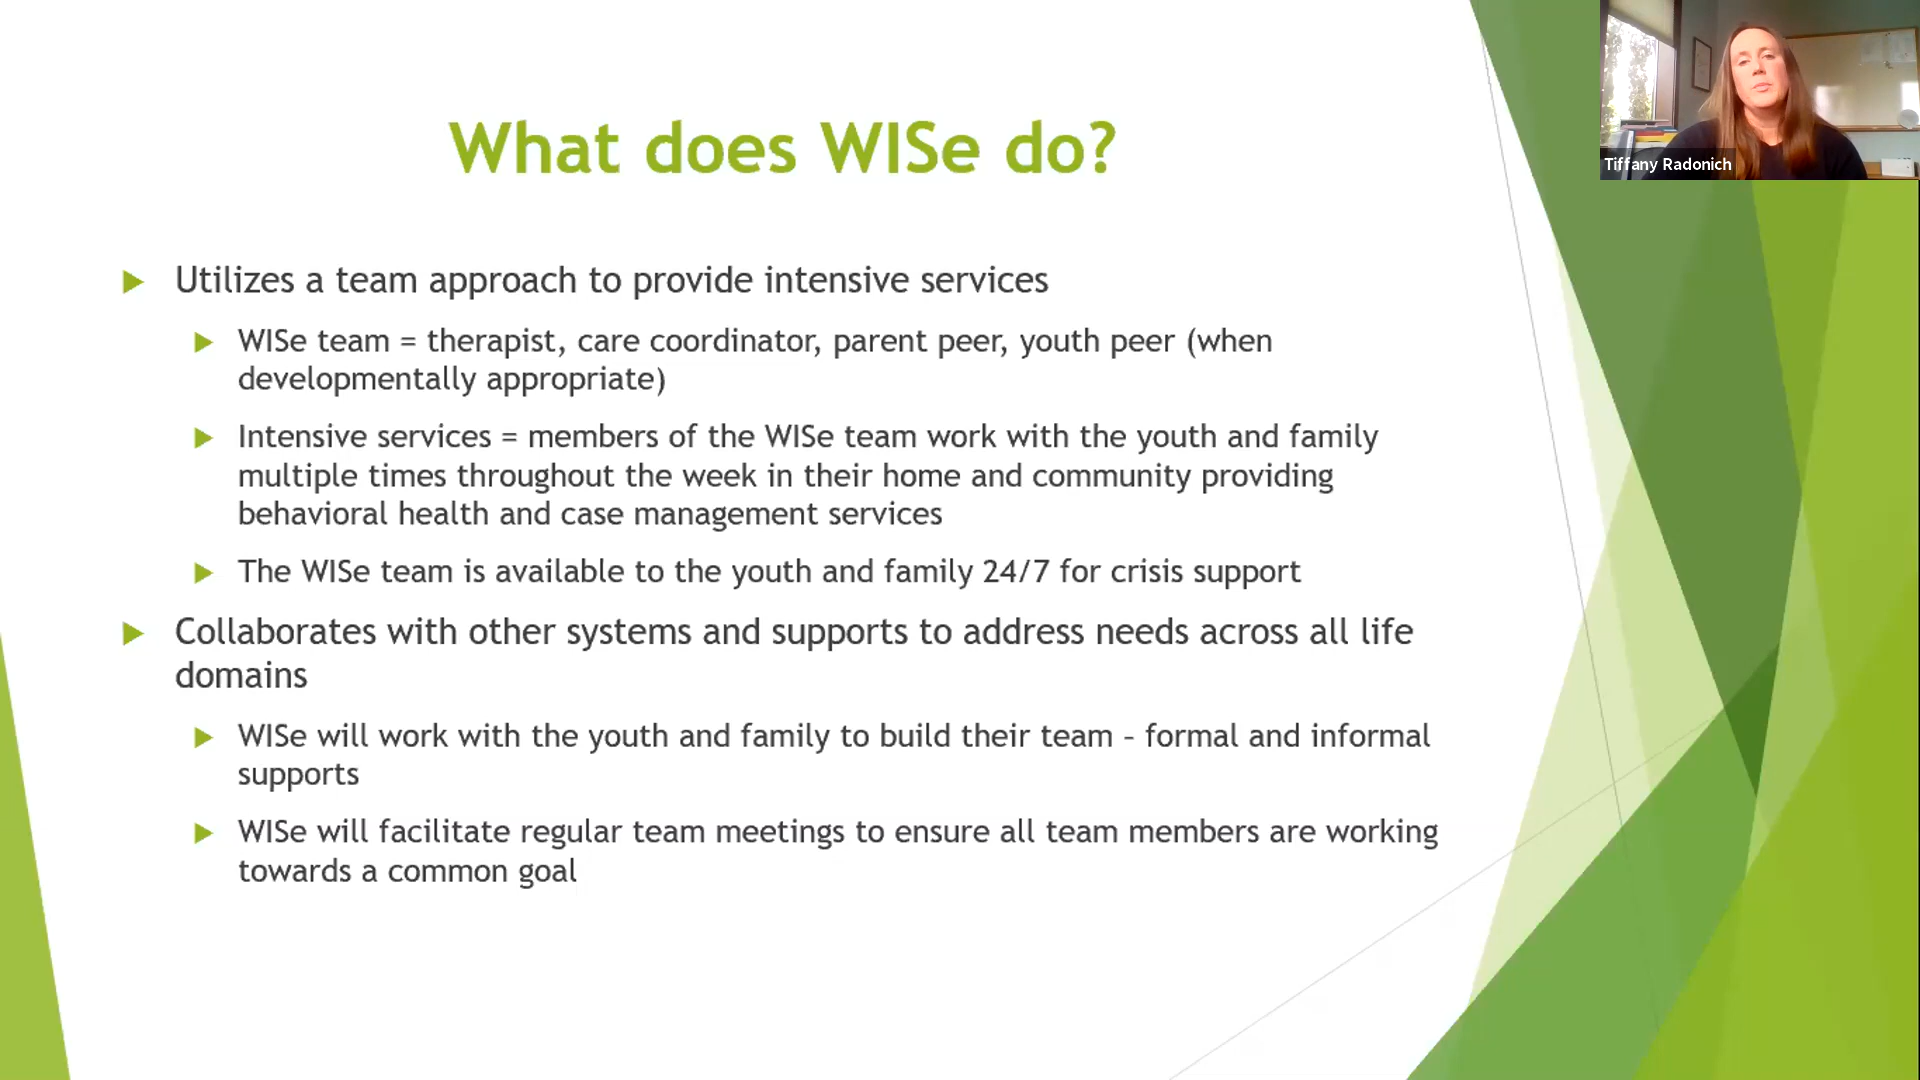 What does WISe do?
Tiffany Radonich
Utilizes a team approach to provide intensive services
WISe team = therapist, care coordinator, parent peer, youth peer (when
developmentally appropriate)
Intensive services = members of the WISe team work with the youth and family
multiple times throughout the week in their home and community providing
behavioral health and case management services
The WISe team is available to the youth and family 24/7 for crisis support
Collaborates with other systems and supports to address needs across all life
domains
WISe will work with the youth and family to build their team – formal and informal
supports
WISe will facilitate regular team meetings to ensure all team members are working
towards a common goal